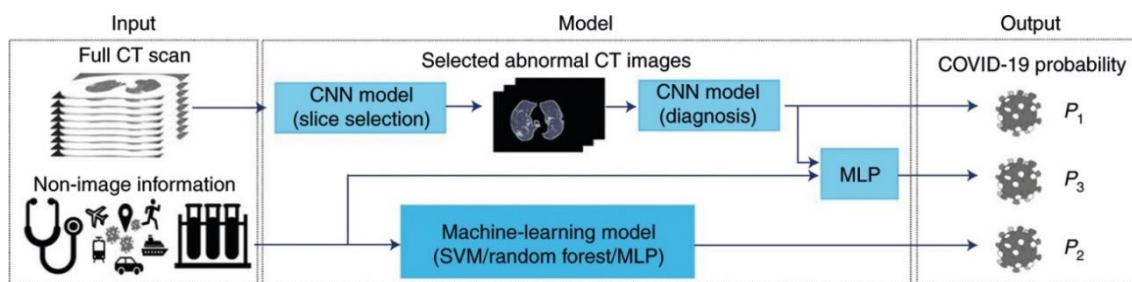 Input
Model
Output
Full CT scan
Selected abnormal CT images
COVID-19 probability
CNN model
(slice selection)
CNN model
(diagnosis)
P1
Non-image information
MLP
P3
Machine-learning model
(SVM/random forest/MLP)
P2